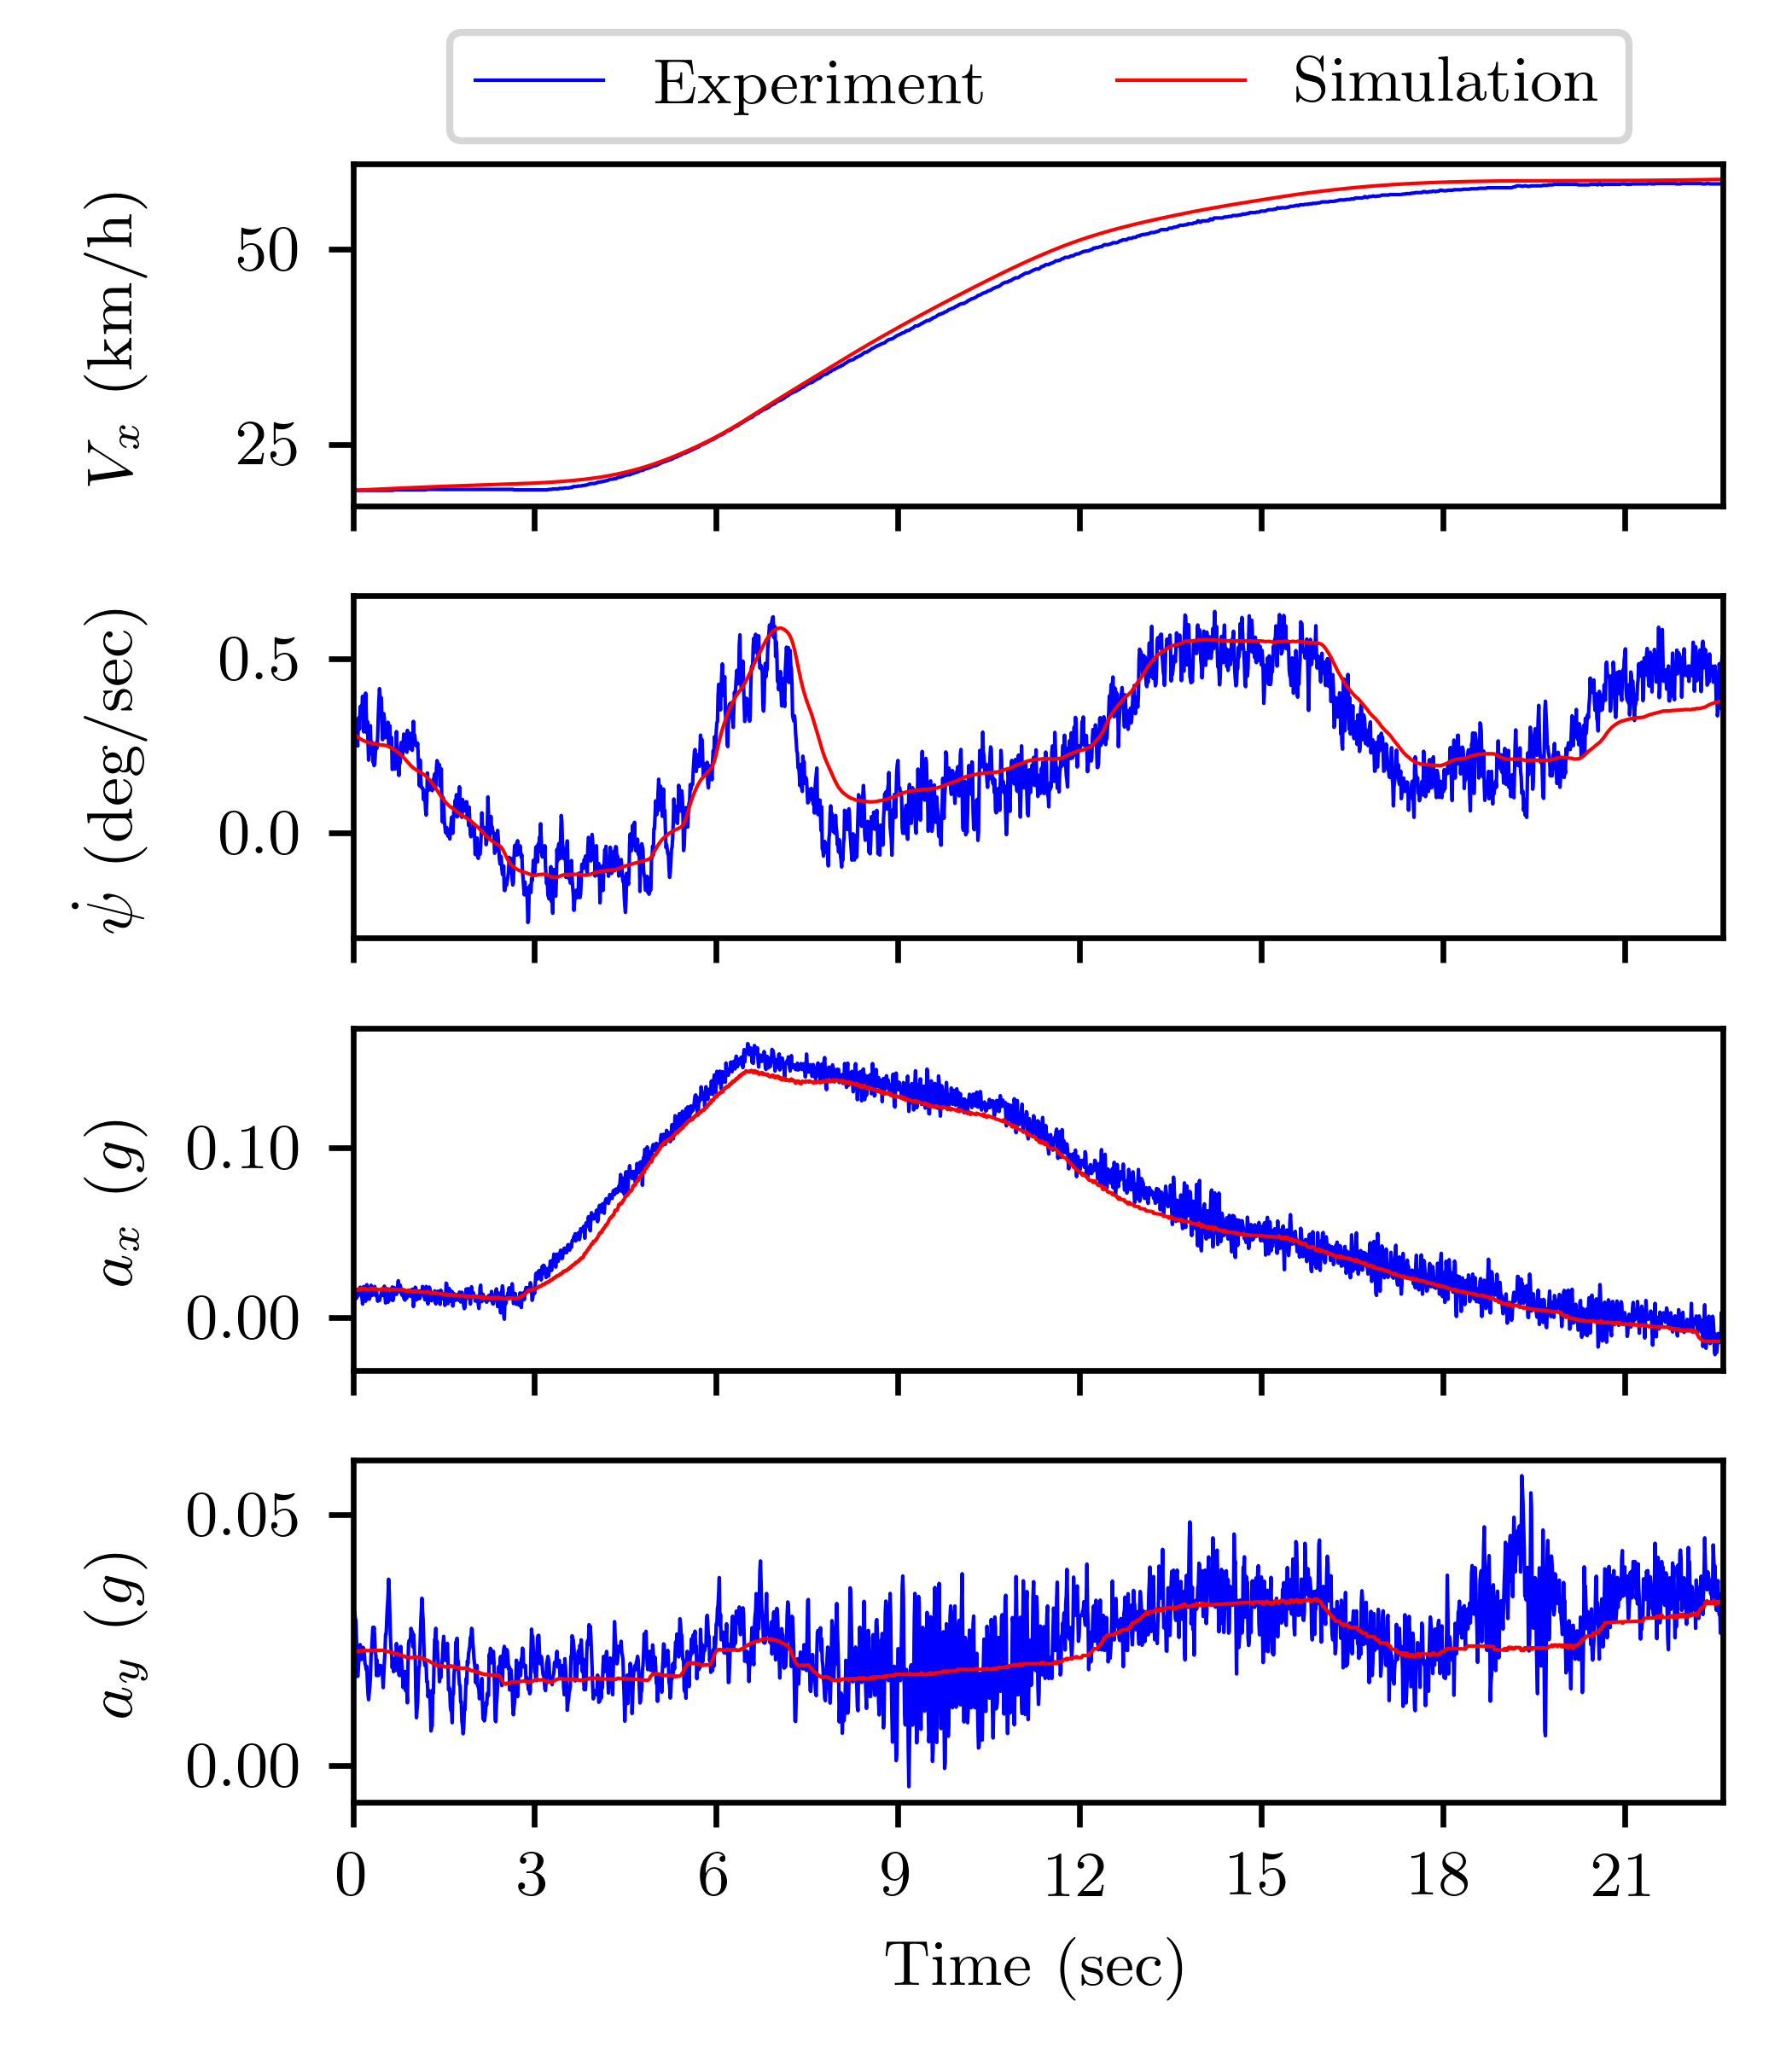 Experiment Simulation
V_x (km/h)
50
25
ψ̇ (deg/sec)
0.5
0.0
a_x (g)
0.10
0.00
a_y (g)
0.05
0.00
0 3 6 9 12 15 18 21
Time (sec)